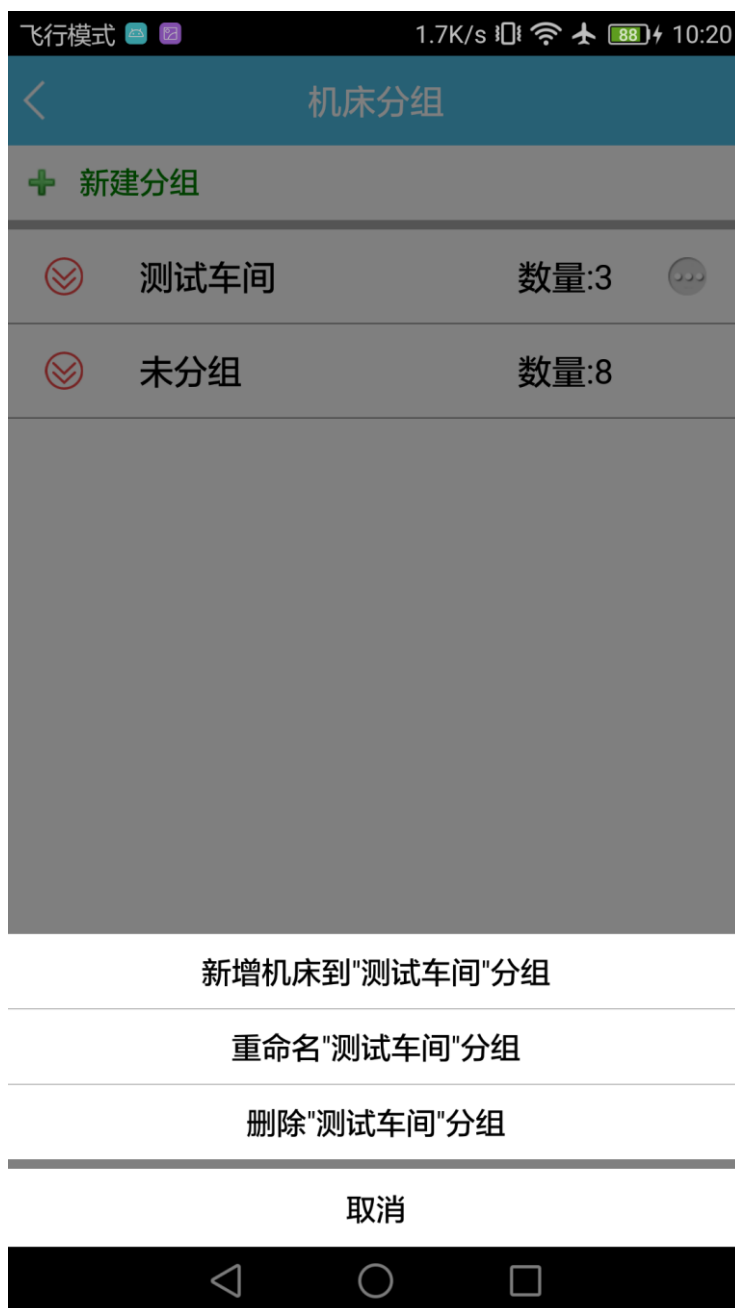 飞行模式 1.7K/s 88 10:20
机床分组
新建分组
测试车间 数量:3
未分组 数量:8
新增机床到"测试车间"分组
重命名"测试车间"分组
删除"测试车间"分组
取消